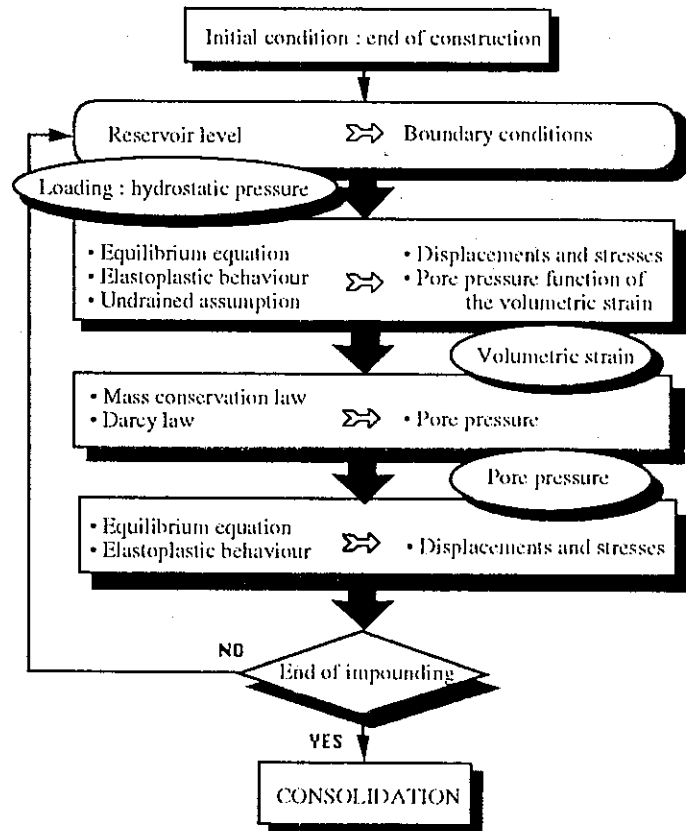 Initial condition : end of construction
Reservoir level
Boundary conditions
Loading : hydrostatic pressure
• Equilibrium equation
• Elastoplastic behaviour
• Undrained assumption
• Displacements and stresses
• Pore pressure function of
the volumetric strain
Volumetric strain
• Mass conservation law
• Darcy law
• Pore pressure
Pore pressure
• Equilibrium equation
• Elastoplastic behaviour
• Displacements and stresses
NO
End of impounding
YES
CONSOLIDATION